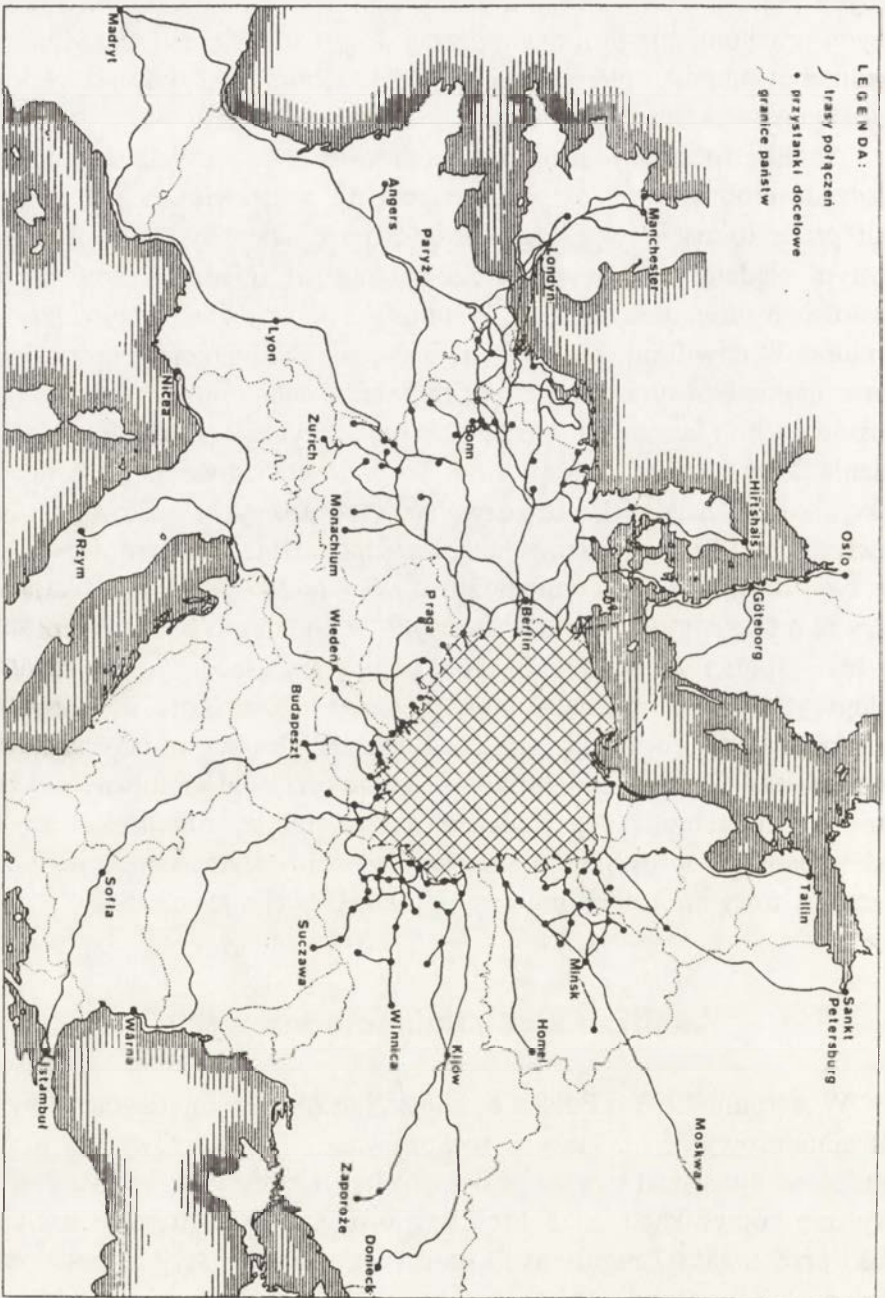 LEGENDA:
trasy połączeń
przystanki docelowe
granice państw
Oslo
Hirtshals
Göteborg
Tallin
Sankt
Petersburg
Manchester
Londyn
Berlin
Mińsk
Moskwa
Homel
Bonn
Paryż
Angers
Praga
Kijów
Winnica
Zaporoże
Donieck
Monachium
Zurich
Wiedeń
Budapeszt
Suczawa
Lyon
Nicea
Madryt
Rzym
Sofia
Warna
Istambuł